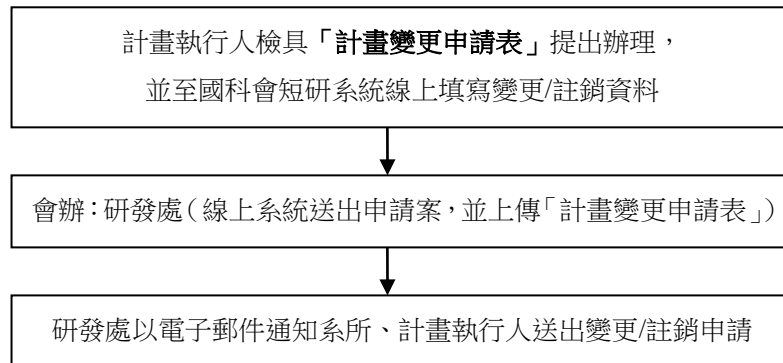 計畫執行人檢具「計畫變更申請表」提出辦理，
並至國科會短研系統線上填寫變更/註銷資料
會辦：研發處（線上系統送出申請案，並上傳「計畫變更申請表」）
研發處以電子郵件通知系所、計畫執行人送出變更/註銷申請